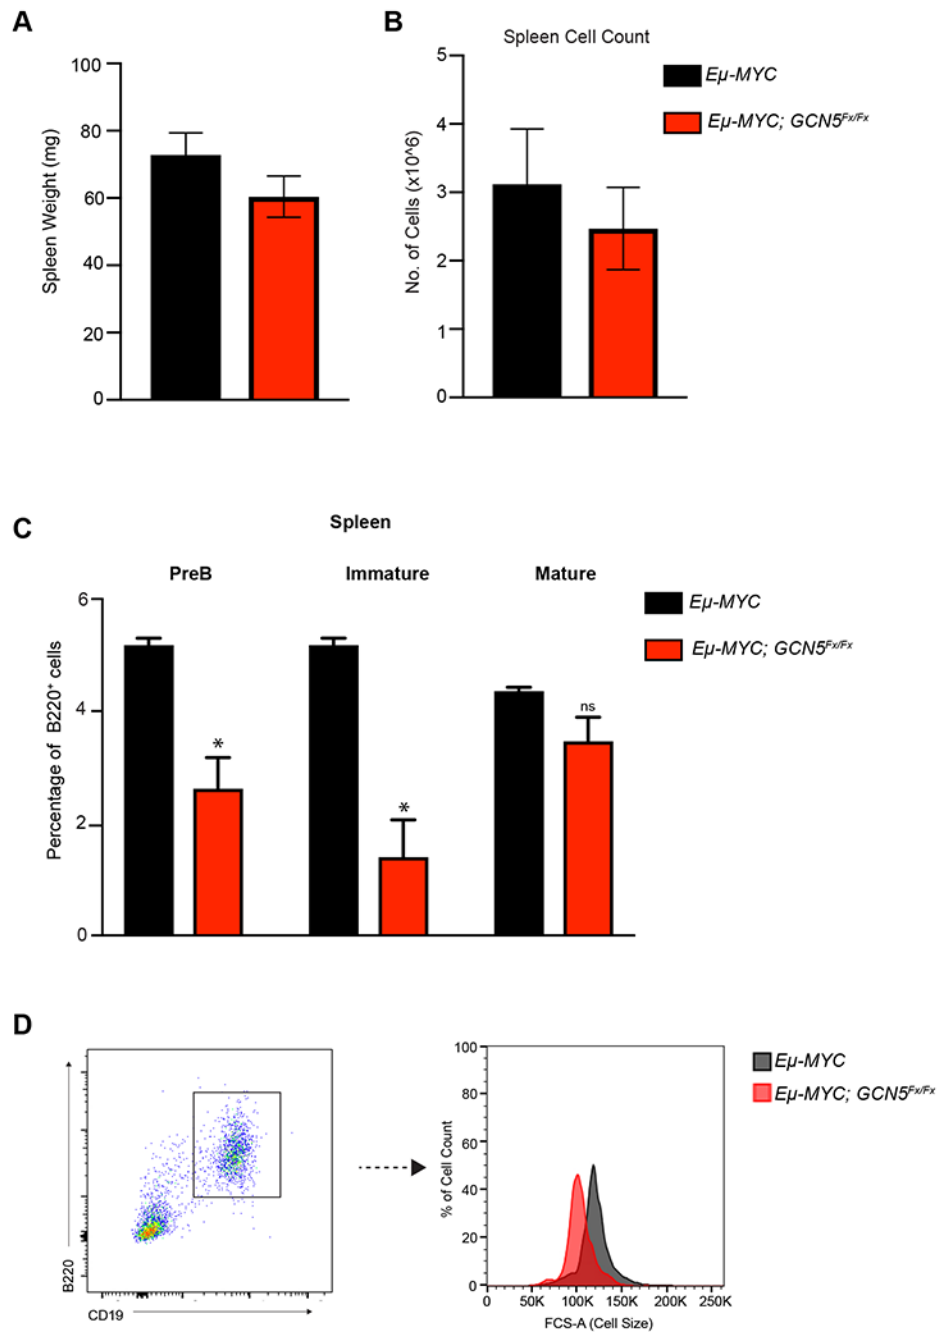 A
Spleen Weight (mg)
100
80
60
40
20
0
B
Spleen Cell Count
No. of Cells (x10^6)
5
4
3
2
1
0
Eµ-MYC
Eµ-MYC; GCN5Fx/Fx
C
Spleen
PreB Immature Mature
Percentage of B220+ cells
6
4
2
0
*
*
ns
Eµ-MYC
Eµ-MYC; GCN5Fx/Fx
D
B220
CD19
% of Cell Count
100
80
60
40
20
0
0 50K 100K 150K 200K 250K
FCS-A (Cell Size)
Eµ-MYC
Eµ-MYC; GCN5Fx/Fx